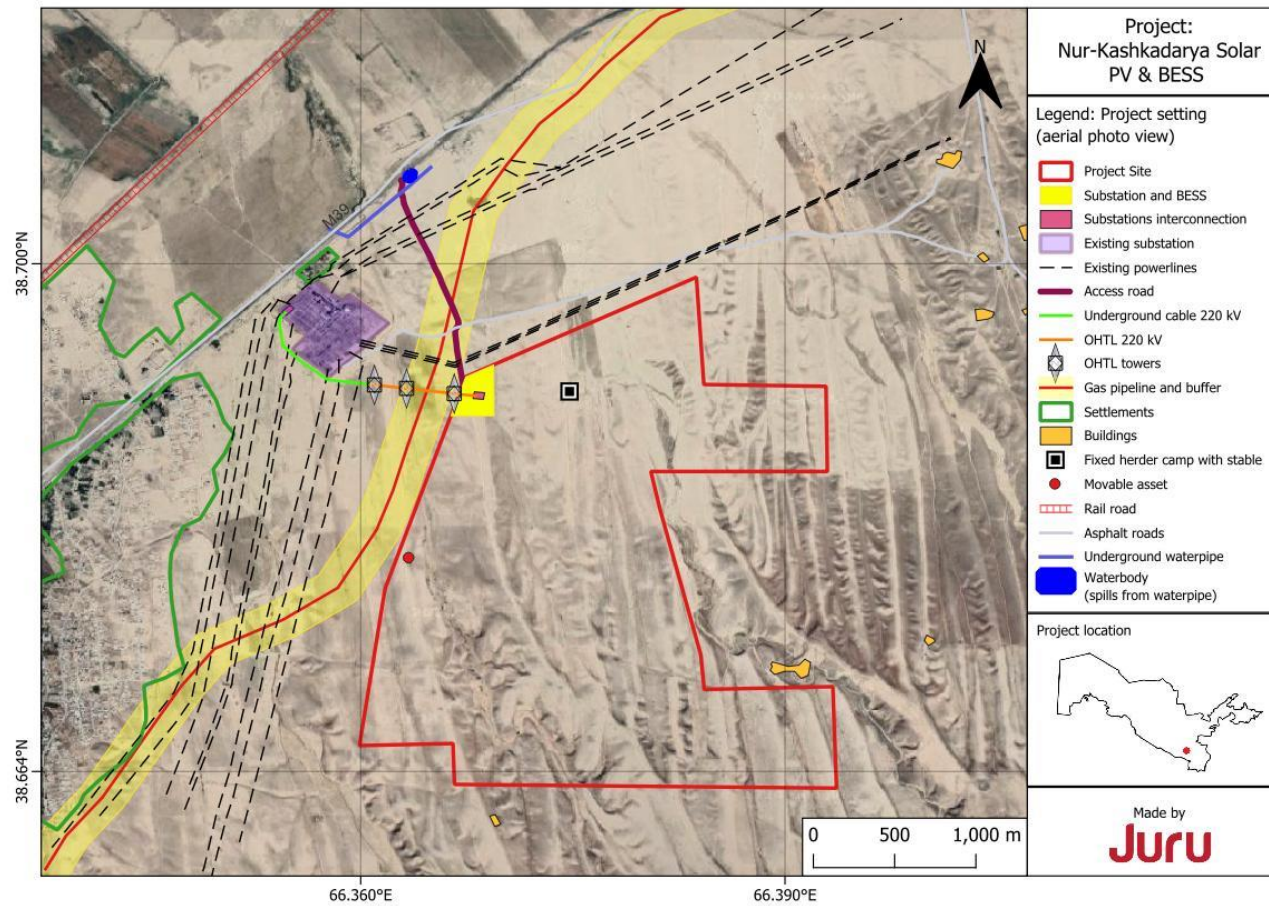 Project:
Nur-Kashkadarya Solar
PV & BESS
N
Legend: Project setting
(aerial photo view)
Project Site
Substation and BESS
Substations interconnection
Existing substation
Existing powerlines
Access road
Underground cable 220 kV
OHTL 220 kV
OHTL towers
Gas pipeline and buffer
Settlements
Buildings
Fixed herder camp with stable
Movable asset
Rail road
Asphalt roads
Underground waterpipe
Waterbody
(spills from waterpipe)
Project location
Made by
Juru
M39
38.700°N
38.664°N
66.360°E
66.390°E
0 500 1,000 m